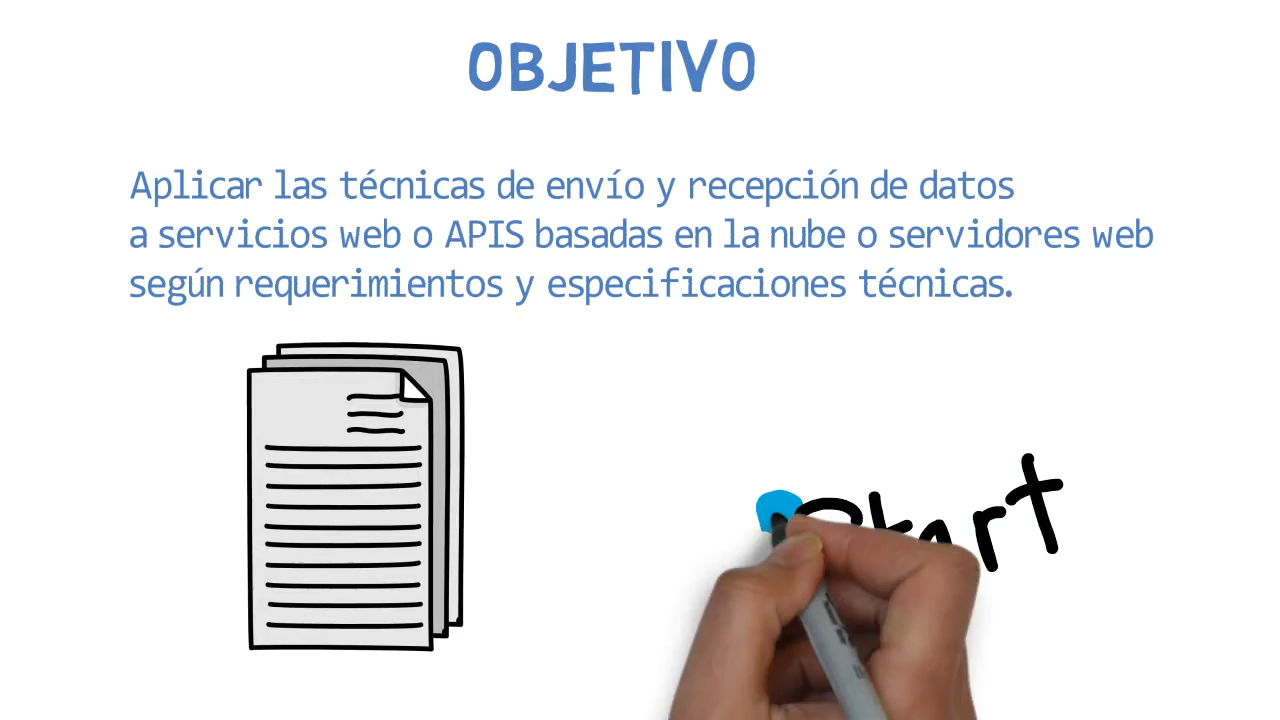 OBJETIVO
Aplicar las técnicas de envío y recepción de datos
a servicios web o APIS basadas en la nube o servidores web
según requerimientos y especificaciones técnicas.
Start